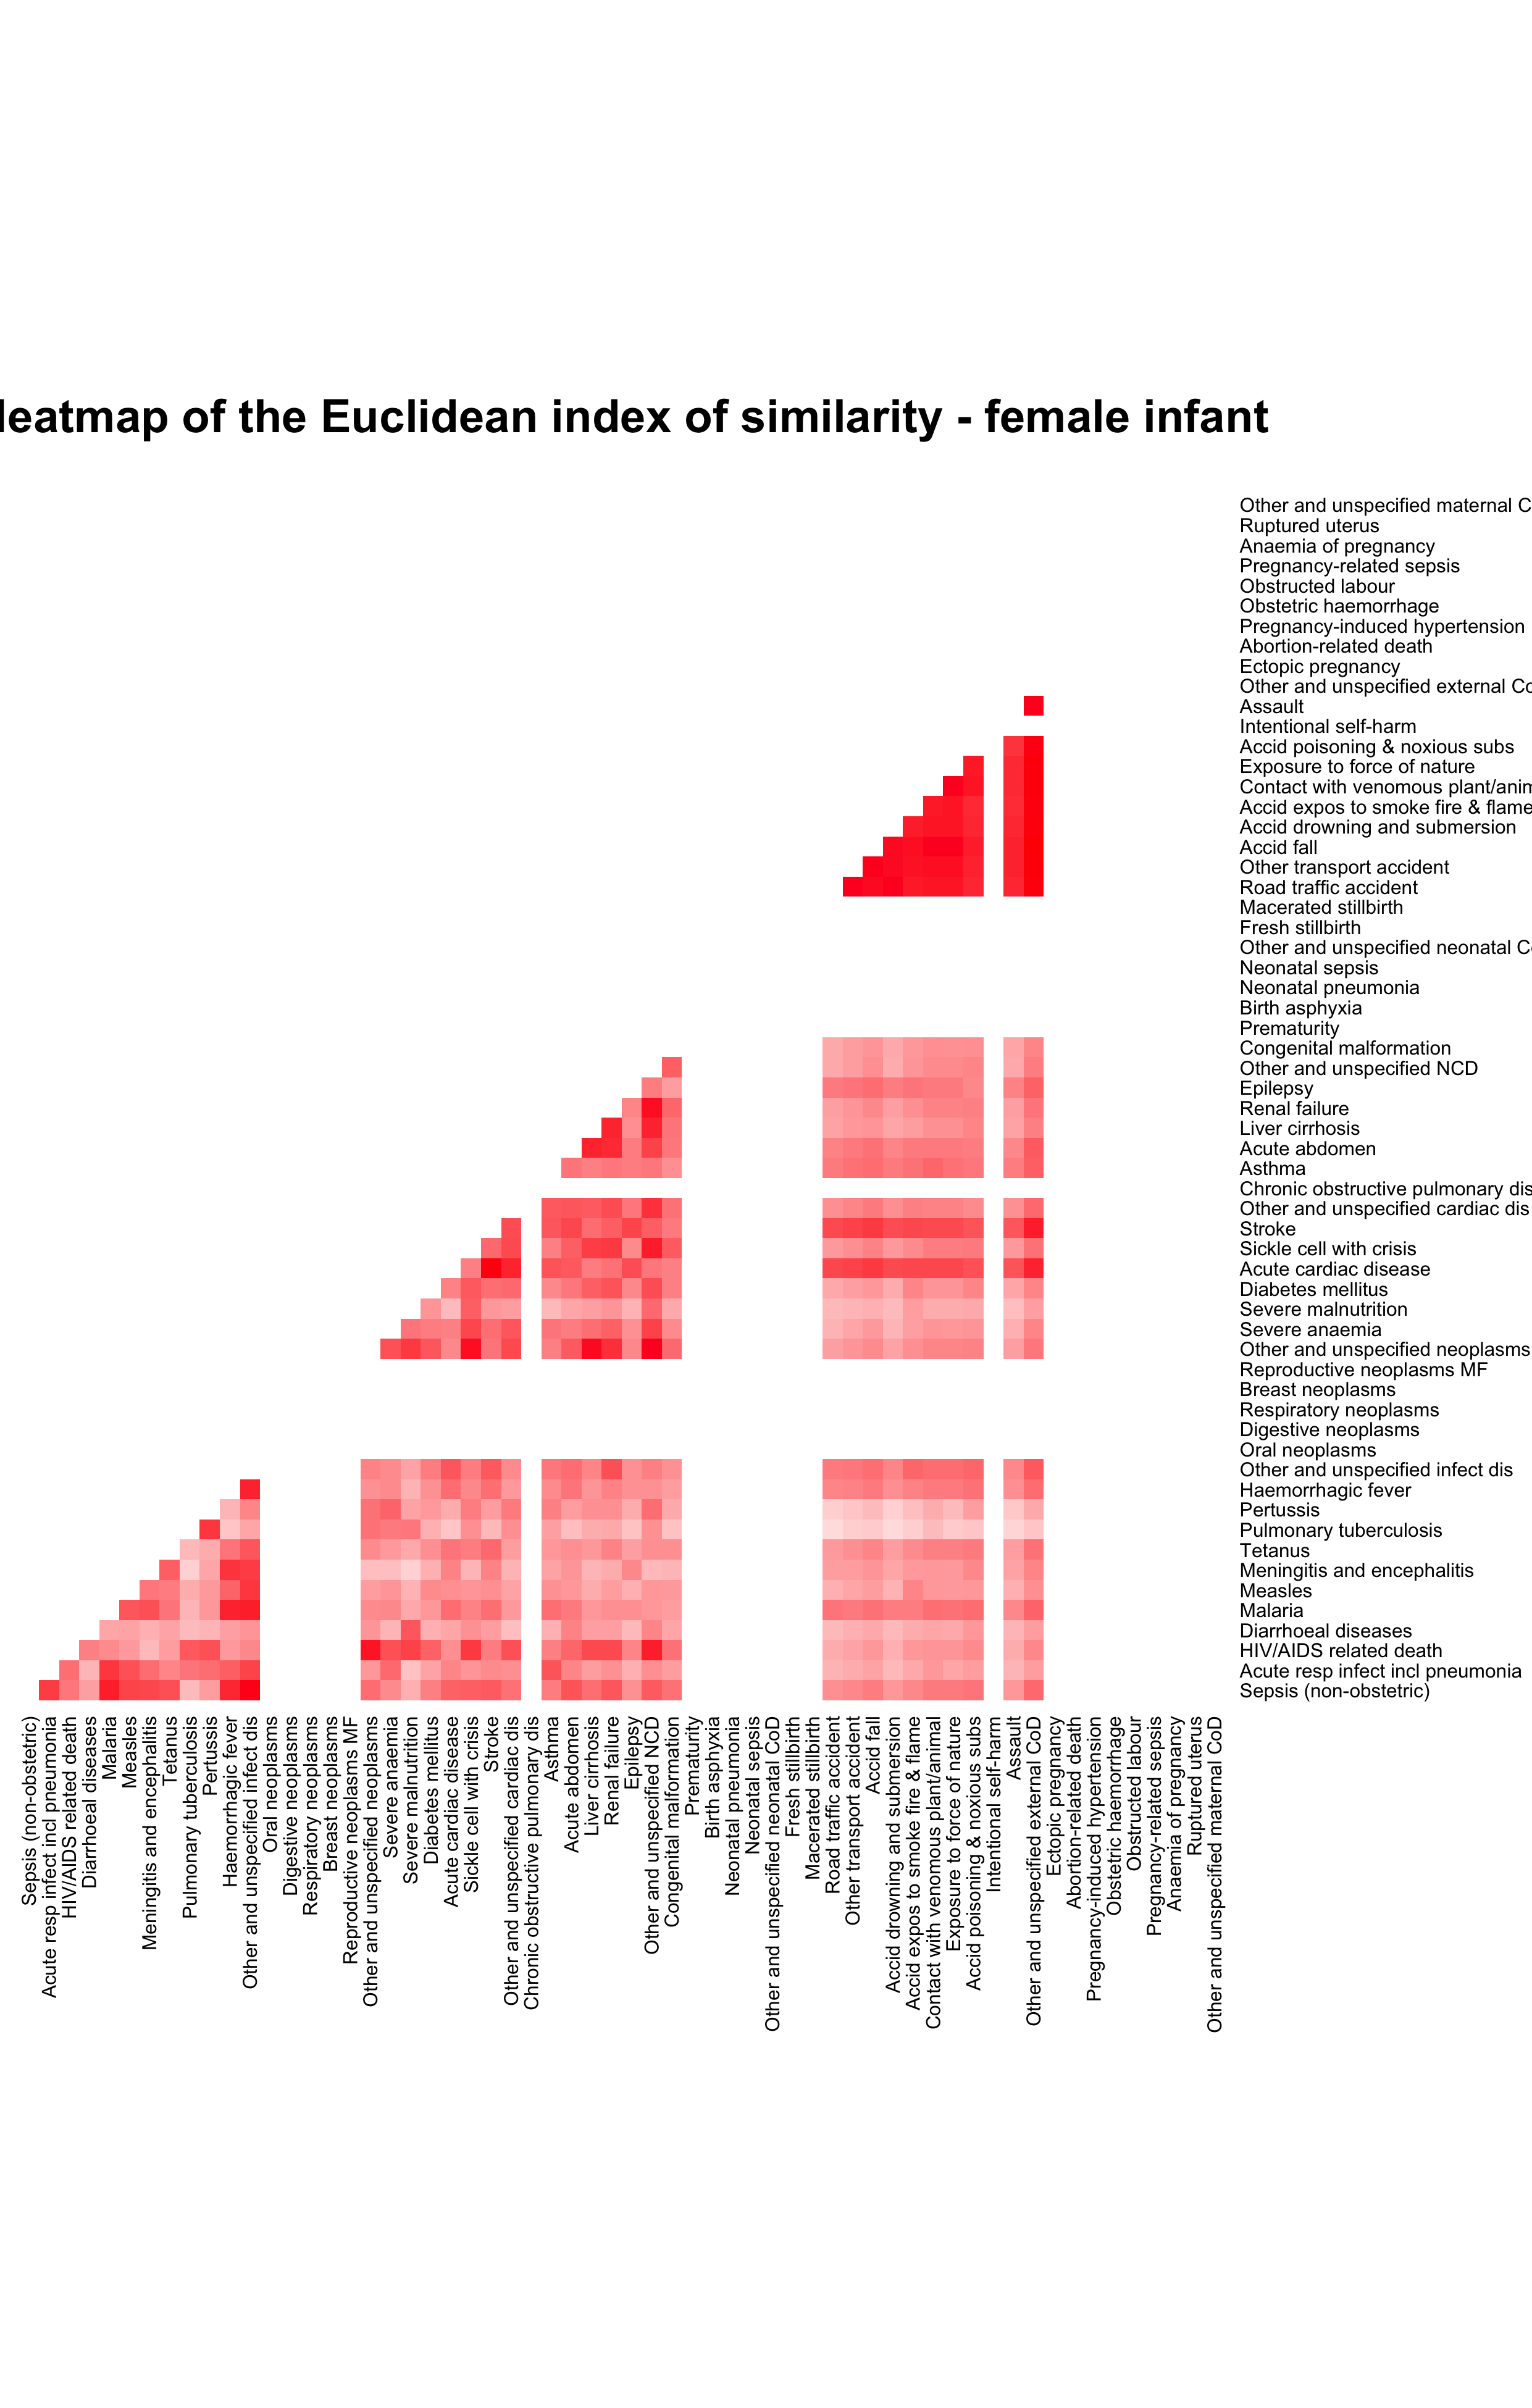 leatmap of the Euclidean index of similarity - female infant
Other and unspecified maternal C
Ruptured uterus
Anaemia of pregnancy
Pregnancy-related sepsis
Obstructed labour
Obstetric haemorrhage
Pregnancy-induced hypertension
Abortion-related death
Ectopic pregnancy
Other and unspecified external Co
Assault
Intentional self-harm
Accid poisoning & noxious subs
Exposure to force of nature
Contact with venomous plant/anim
Accid expos to smoke fire & flame
Accid drowning and submersion
Accid fall
Other transport accident
Road traffic accident
Macerated stillbirth
Fresh stillbirth
Other and unspecified neonatal Co
Neonatal sepsis
Neonatal pneumonia
Birth asphyxia
Prematurity
Congenital malformation
Other and unspecified NCD
Epilepsy
Renal failure
Liver cirrhosis
Acute abdomen
Asthma
Chronic obstructive pulmonary dis
Other and unspecified cardiac dis
Stroke
Sickle cell with crisis
Acute cardiac disease
Diabetes mellitus
Severe malnutrition
Severe anaemia
Other and unspecified neoplasms
Reproductive neoplasms MF
Breast neoplasms
Respiratory neoplasms
Digestive neoplasms
Oral neoplasms
Other and unspecified infect dis
Haemorrhagic fever
Pertussis
Pulmonary tuberculosis
Tetanus
Meningitis and encephalitis
Measles
Malaria
Diarrhoeal diseases
HIV/AIDS related death
Acute resp infect incl pneumonia
Sepsis (non-obstetric)
Sepsis (non-obstetric)
Acute resp infect incl pneumonia
HIV/AIDS related death
Diarrhoeal diseases
Malaria
Measles
Meningitis and encephalitis
Tetanus
Pulmonary tuberculosis
Pertussis
Haemorrhagic fever
Other and unspecified infect dis
Oral neoplasms
Digestive neoplasms
Respiratory neoplasms
Breast neoplasms
Reproductive neoplasms MF
Other and unspecified neoplasms
Severe anaemia
Severe malnutrition
Diabetes mellitus
Acute cardiac disease
Sickle cell with crisis
Stroke
Other and unspecified cardiac dis
Chronic obstructive pulmonary dis
Asthma
Acute abdomen
Liver cirrhosis
Renal failure
Epilepsy
Other and unspecified NCD
Congenital malformation
Prematurity
Birth asphyxia
Neonatal pneumonia
Neonatal sepsis
Other and unspecified neonatal CoD
Fresh stillbirth
Macerated stillbirth
Road traffic accident
Other transport accident
Accid fall
Accid drowning and submersion
Accid expos to smoke fire & flame
Contact with venomous plant/animal
Exposure to force of nature
Accid poisoning & noxious subs
Intentional self-harm
Assault
Other and unspecified external CoD
Ectopic pregnancy
Abortion-related death
Pregnancy-induced hypertension
Obstetric haemorrhage
Obstructed labour
Pregnancy-related sepsis
Anaemia of pregnancy
Ruptured uterus
Other and unspecified maternal CoD